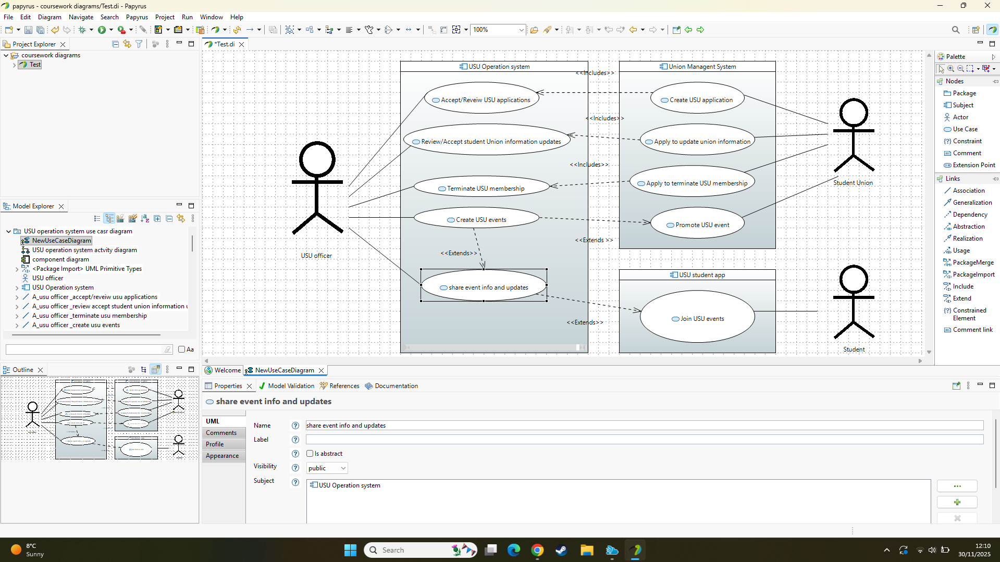 papyrus - coursework diagrams/Test.di - Papyrus
File Edit Diagram Navigate Search Papyrus Project Run Window Help
100%
Project Explorer
coursework diagrams
Test
Model Explorer
USU operation system use casr diagram
NewUseCaseDiagram
USU operation system actvity diagram
component diagram
<Package Import> UML Primitive Types
USU officer
USU Operation system
A_usu officer _accept/reveiw usu applications
A_usu officer _review accept student union information u
A_usu officer _terminate usu membership
A_usu officer _create usu events
Aa
Outline
*Test.di
USU Operation system
<<Includes>>
Union Managent System
Accept/Reveiw USU applications
Create USU application
<<Includes>>
Review/Accept student Union information updates
Apply to update union information
<<Includes>>
Terminate USU membership
Apply to terminate USU membership
Student Union
Create USU events
Promote USU event
<<Extends >>
<<Extends>>
USU officer
USU student app
share event info and updates
Join USU events
<<Extends>>
Student
Palette
Nodes
Package
Subject
Actor
Use Case
Constraint
Comment
Extension Point
Links
Association
Generalization
Dependency
Abstraction
Realization
Usage
PackageMerge
PackageImport
Include
Extend
Constrained
Element
Comment link
Welcome NewUseCaseDiagram
Properties Model Validation References Documentation
share event info and updates
UML
Comments
Profile
Appearance
Name share event info and updates
Label
Is abstract
Visibility public
Subject USU Operation system
8°C
Sunny
Search
12:10
30/11/2025